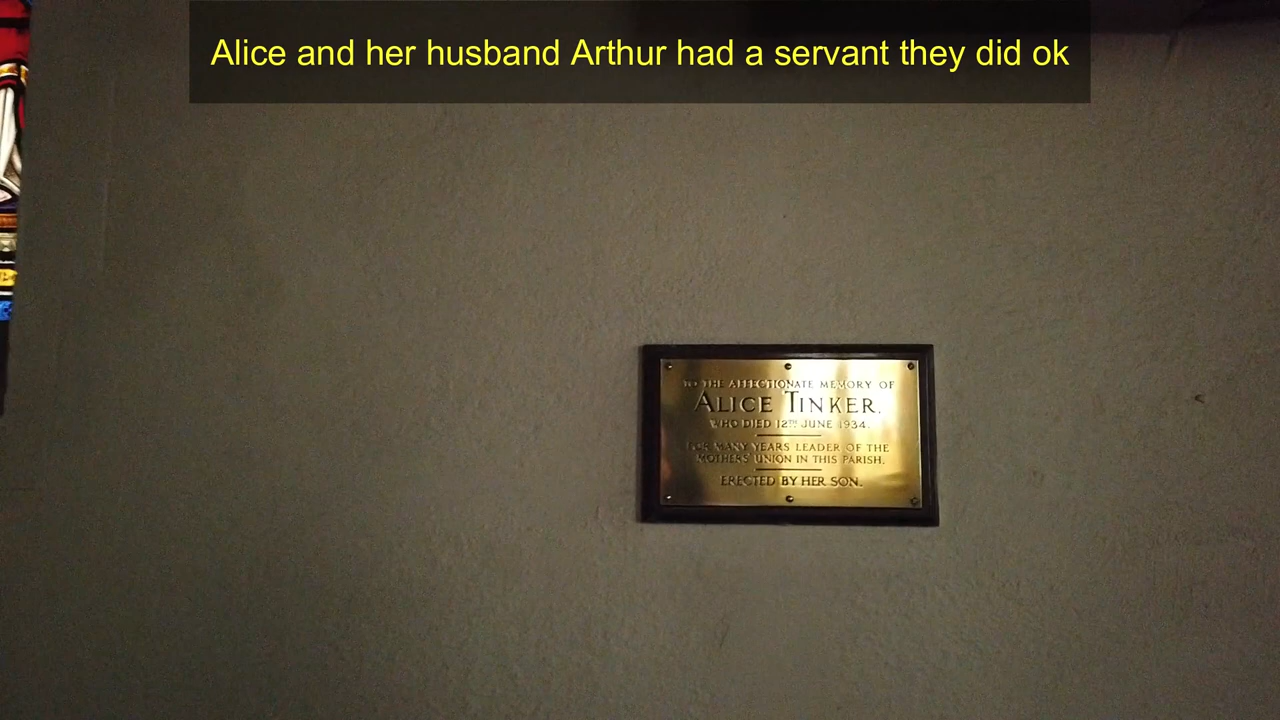 Alice and her husband Arthur had a servant they did ok
TO THE AFFECTIONATE MEMORY OF
ALICE TINKER.
WHO DIED 12TH JUNE 1934.
FOR MANY YEARS LEADER OF THE
MOTHERS' UNION IN THIS PARISH.
ERECTED BY HER SON.